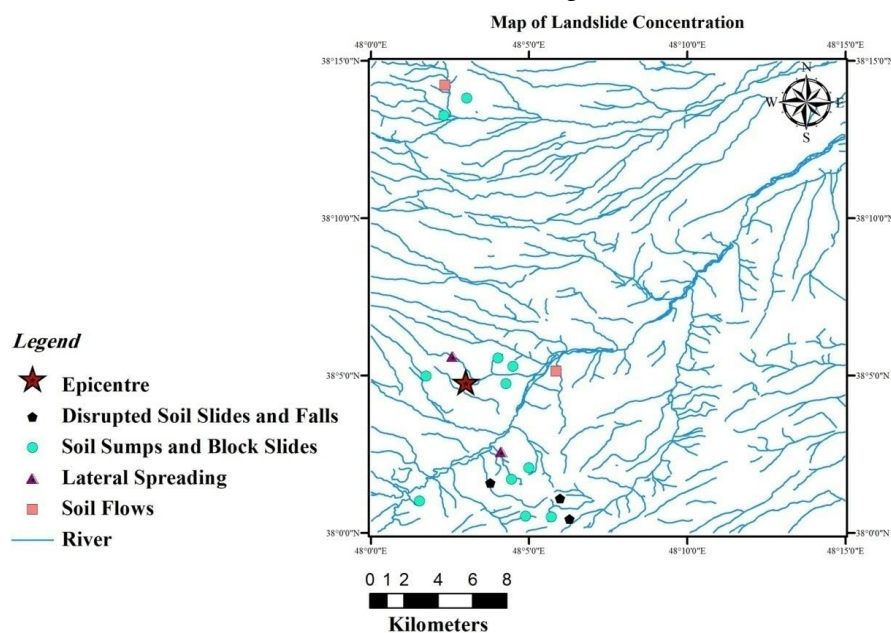 Map of Landslide Concentration
48°0'0"E 48°5'0"E 48°10'0"E 48°15'0"E
38°15'0"N 38°15'0"N
N
W E
S
38°10'0"N 38°10'0"N
Legend
Epicentre
38°5'0"N 38°5'0"N
Disrupted Soil Slides and Falls
Soil Sumps and Block Slides
Lateral Spreading
Soil Flows
River
38°0'0"N 38°0'0"N
48°0'0"E 48°5'0"E 48°10'0"E 48°15'0"E
0 1 2 4 6 8
Kilometers